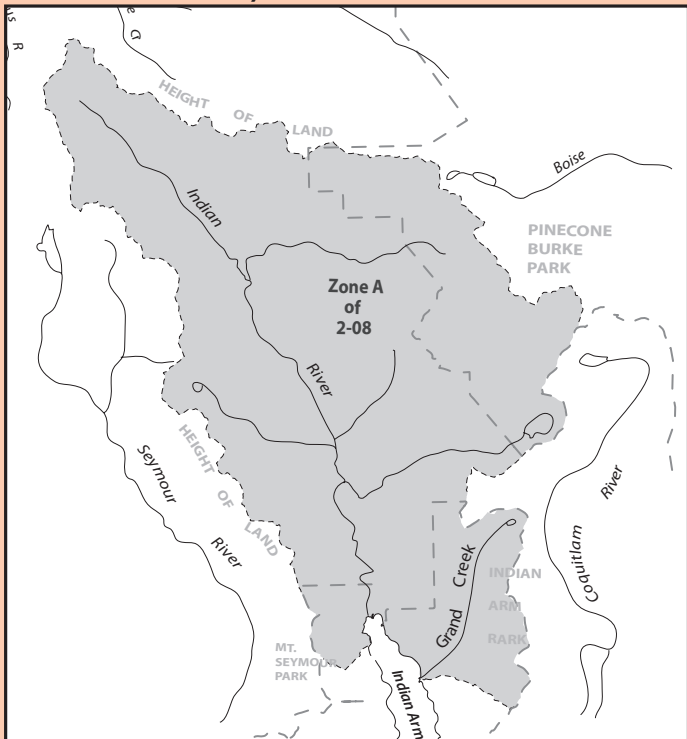 us R
e C
HEIGHT OF LAND
Boise
Indian
PINECONE
BURKE
PARK
Zone A
of
2-08
River
HEIGHT OF LAND
Seymour
River
River
Coquitlam
Grand Creek
INDIAN
ARM
RARK
MT.
SEYMOUR
PARK
Indian Arm